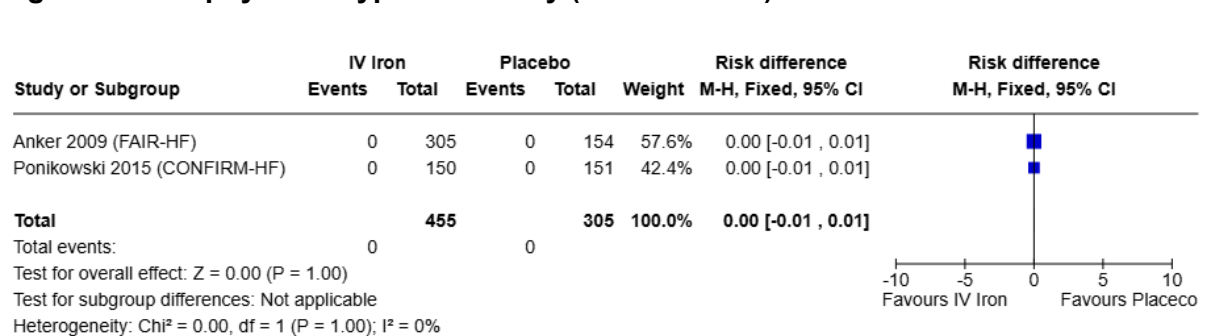 IV Iron Placebo Risk difference Risk difference
Study or Subgroup Events Total Events Total Weight M-H, Fixed, 95% CI M-H, Fixed, 95% CI
Anker 2009 (FAIR-HF) 0 305 0 154 57.6% 0.00 [-0.01 , 0.01]
Ponikowski 2015 (CONFIRM-HF) 0 150 0 151 42.4% 0.00 [-0.01 , 0.01]
Total 455 305 100.0% 0.00 [-0.01 , 0.01]
Total events: 0 0
Test for overall effect: Z = 0.00 (P = 1.00)
-10 -5 0 5 10
Test for subgroup differences: Not applicable
Favours IV Iron Favours Placeco
Heterogeneity: Chi² = 0.00, df = 1 (P = 1.00); I² = 0%